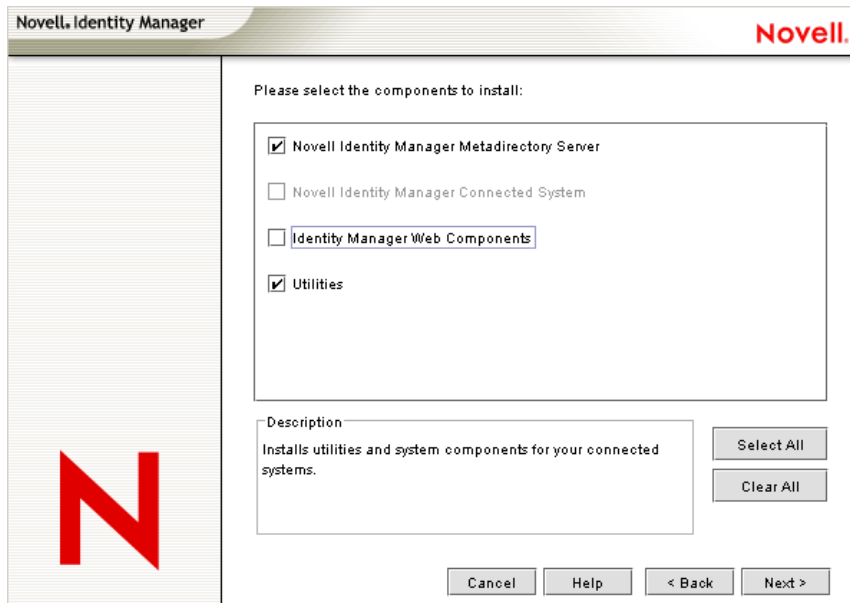 Novell. Identity Manager
Novell.
Please select the components to install:
Novell Identity Manager Metadirectory Server
Novell Identity Manager Connected System
Identity Manager Web Components
Utilities
Description
Installs utilities and system components for your connected
systems.
Select All
Clear All
N
Cancel
Help
< Back
Next >